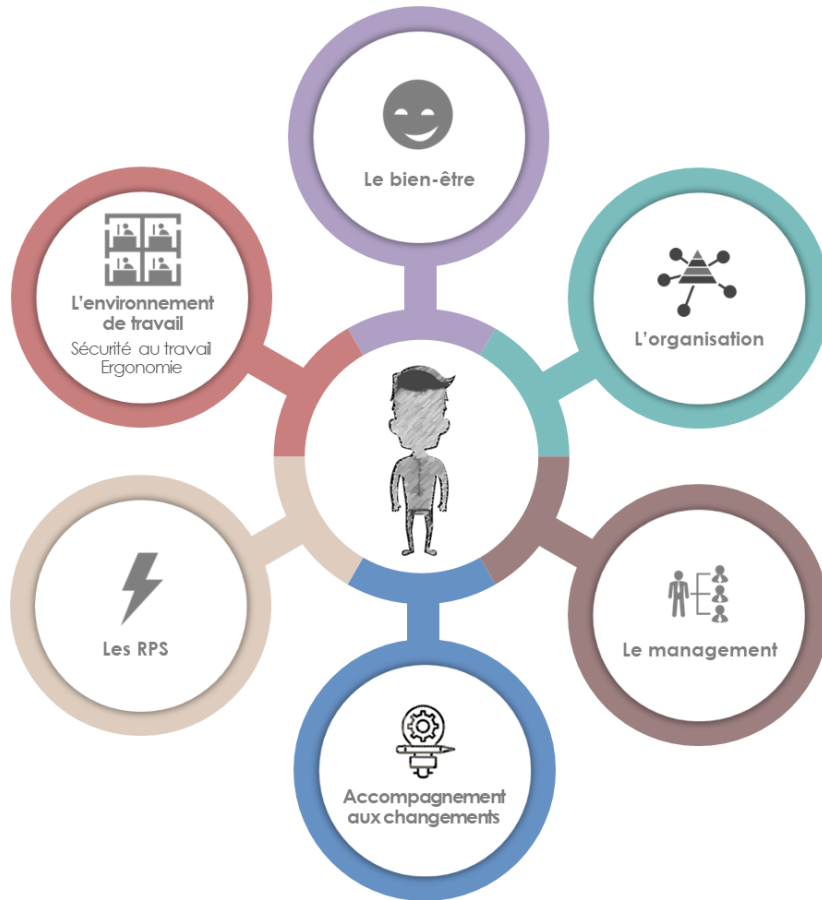 Le bien-être
L'organisation
Le management
Accompagnement
aux changements
Les RPS
L'environnement
de travail
Sécurité au travail
Ergonomie